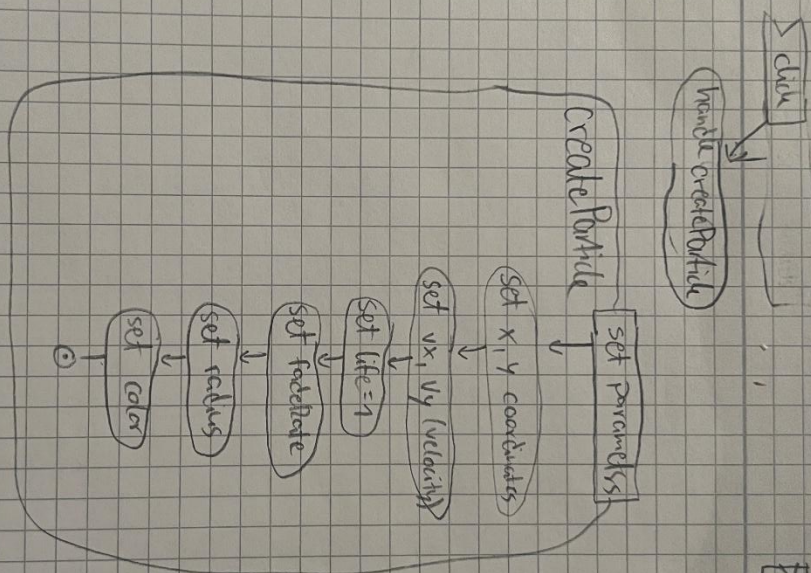 click
handle createParticle
createParticle
set parameters
set x, y coordinates
set vx, vy (velocity)
set life=1
set fadeRate
set radius
set color